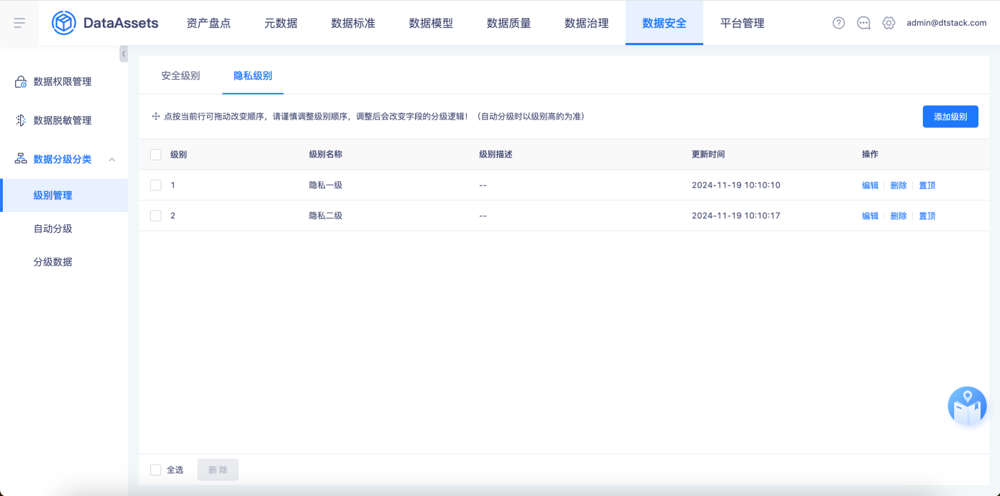 DataAssets 资产盘点 元数据 数据标准 数据模型 数据质量 数据治理 数据安全 平台管理 admin@dtstack.com
数据权限管理
数据脱敏管理
数据分级分类
级别管理
自动分级
分级数据
安全级别 隐私级别
点按当前行可拖动改变顺序，请谨慎调整级别顺序，调整后会改变字段的分级逻辑！（自动分级时以级别高的为准） 添加级别
级别 级别名称 级别描述 更新时间 操作
1 隐私一级 -- 2024-11-19 10:10:10 编辑 删除 置顶
2 隐私二级 -- 2024-11-19 10:10:17 编辑 删除 置顶
全选 删 除